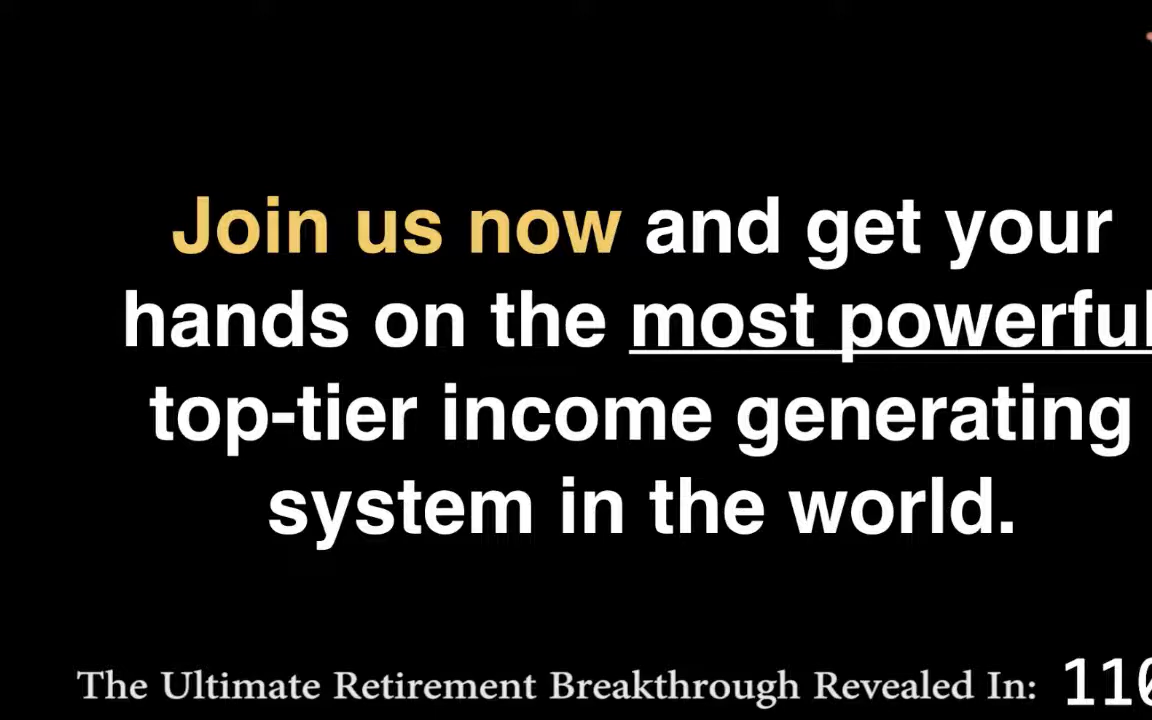 Join us now and get your
hands on the most powerful
top-tier income generating
system in the world.
The Ultimate Retirement Breakthrough Revealed In: 110